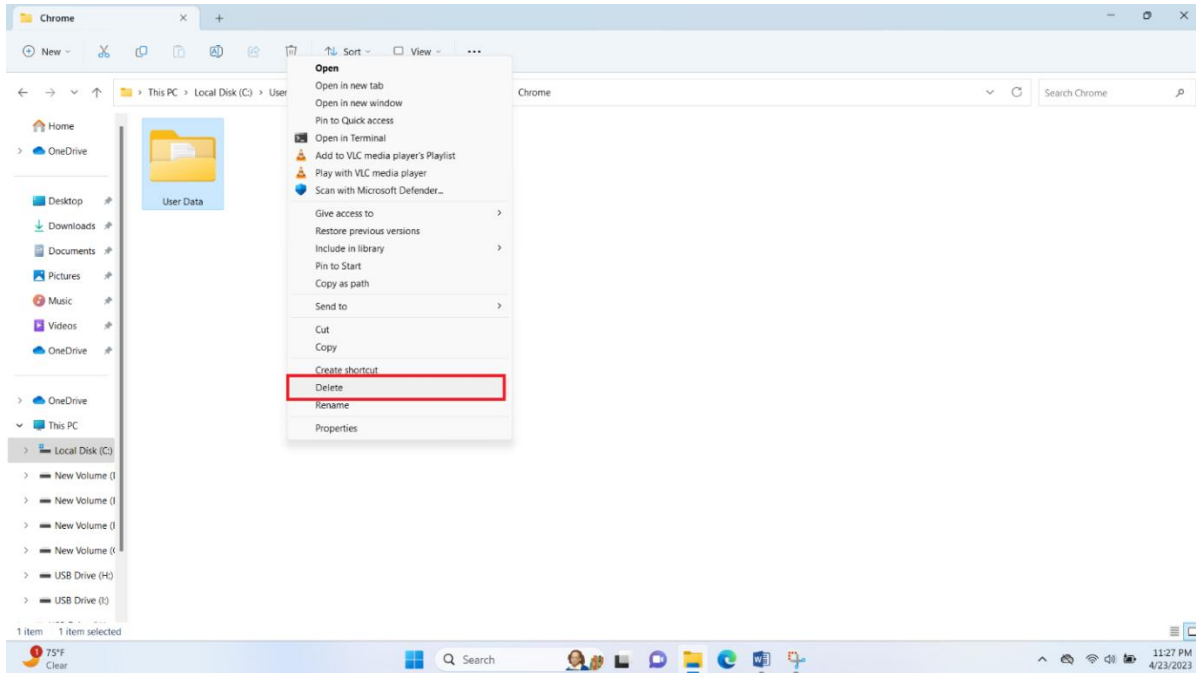 Chrome
New
Sort
View
Open
Open in new tab
Open in new window
Pin to Quick access
Open in Terminal
Add to VLC media player's Playlist
Play with VLC media player
Scan with Microsoft Defender...
Give access to
Restore previous versions
Include in library
Pin to Start
Copy as path
Send to
Cut
Copy
Create shortcut
Delete
Rename
Properties
This PC > Local Disk (C:) > User
Chrome
Search Chrome
Home
OneDrive
Desktop
Downloads
Documents
Pictures
Music
Videos
OneDrive
OneDrive
This PC
Local Disk (C:)
New Volume (
New Volume (
New Volume (
New Volume (
USB Drive (H:)
USB Drive (I:)
User Data
1 item 1 item selected
1
75°F
Clear
Search
11:27 PM
4/23/2023